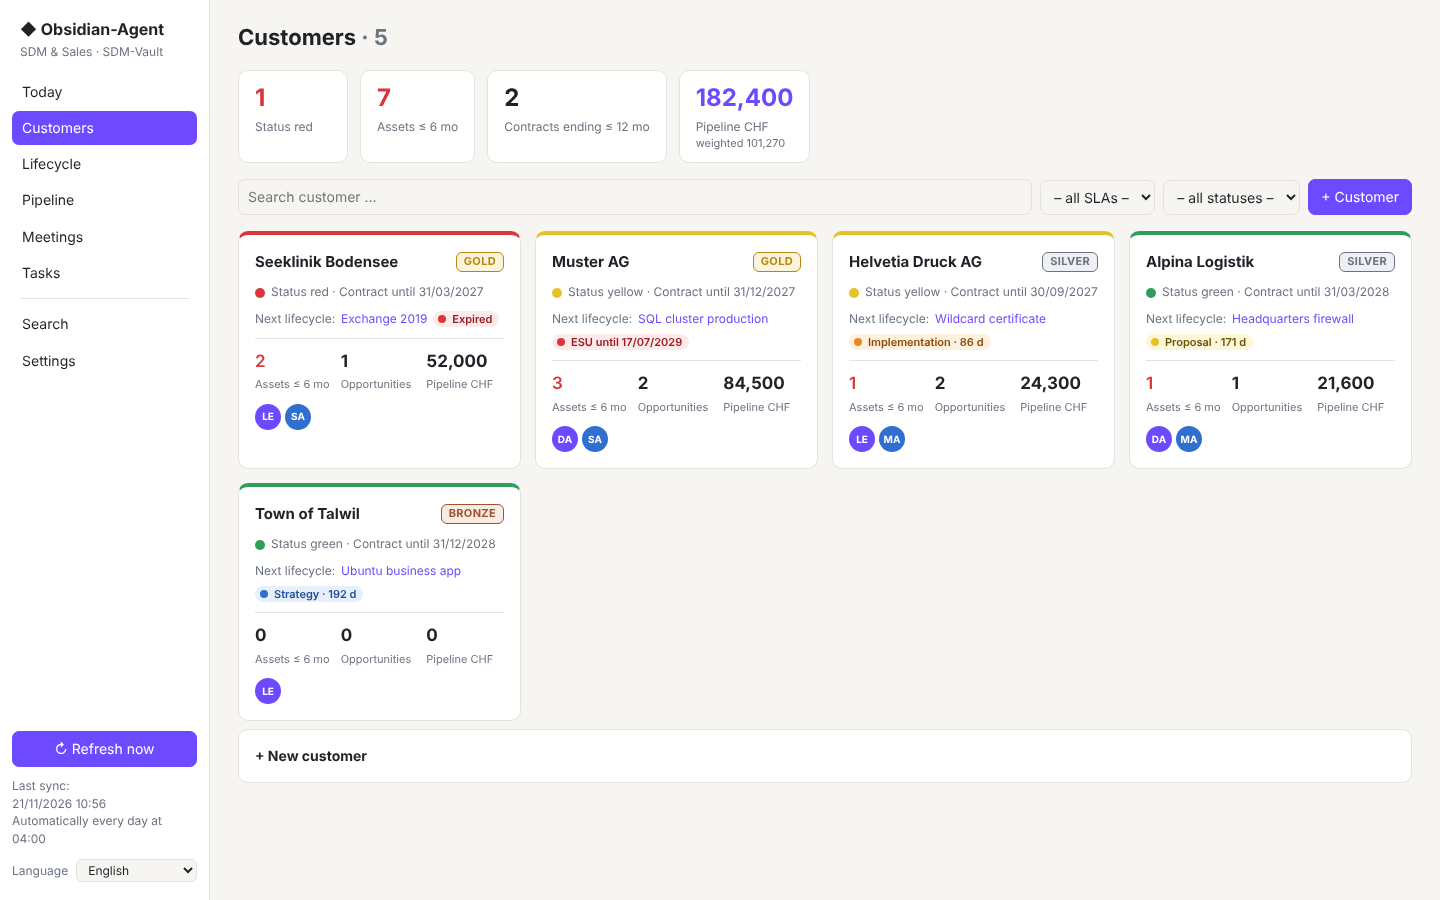 ◆ Obsidian-Agent
SDM & Sales · SDM-Vault
Today
Customers
Lifecycle
Pipeline
Meetings
Tasks
Search
Settings
↻ Refresh now
Last sync:
21/11/2026 10:56
Automatically every day at
04:00
Language English
Customers · 5
1
Status red
7
Assets ≤ 6 mo
2
Contracts ending ≤ 12 mo
182,400
Pipeline CHF
weighted 101,270
Search customer ...
– all SLAs –
– all statuses –
+ Customer
Seeklinik Bodensee GOLD
Status red · Contract until 31/03/2027
Next lifecycle: Exchange 2019 Expired
2 1 52,000
Assets ≤ 6 mo Opportunities Pipeline CHF
LE SA
Muster AG GOLD
Status yellow · Contract until 31/12/2027
Next lifecycle: SQL cluster production
ESU until 17/07/2029
3 2 84,500
Assets ≤ 6 mo Opportunities Pipeline CHF
DA SA
Helvetia Druck AG SILVER
Status yellow · Contract until 30/09/2027
Next lifecycle: Wildcard certificate
Implementation · 86 d
1 2 24,300
Assets ≤ 6 mo Opportunities Pipeline CHF
LE MA
Alpina Logistik SILVER
Status green · Contract until 31/03/2028
Next lifecycle: Headquarters firewall
Proposal · 171 d
1 1 21,600
Assets ≤ 6 mo Opportunities Pipeline CHF
DA MA
Town of Talwil BRONZE
Status green · Contract until 31/12/2028
Next lifecycle: Ubuntu business app
Strategy · 192 d
0 0 0
Assets ≤ 6 mo Opportunities Pipeline CHF
LE
+ New customer